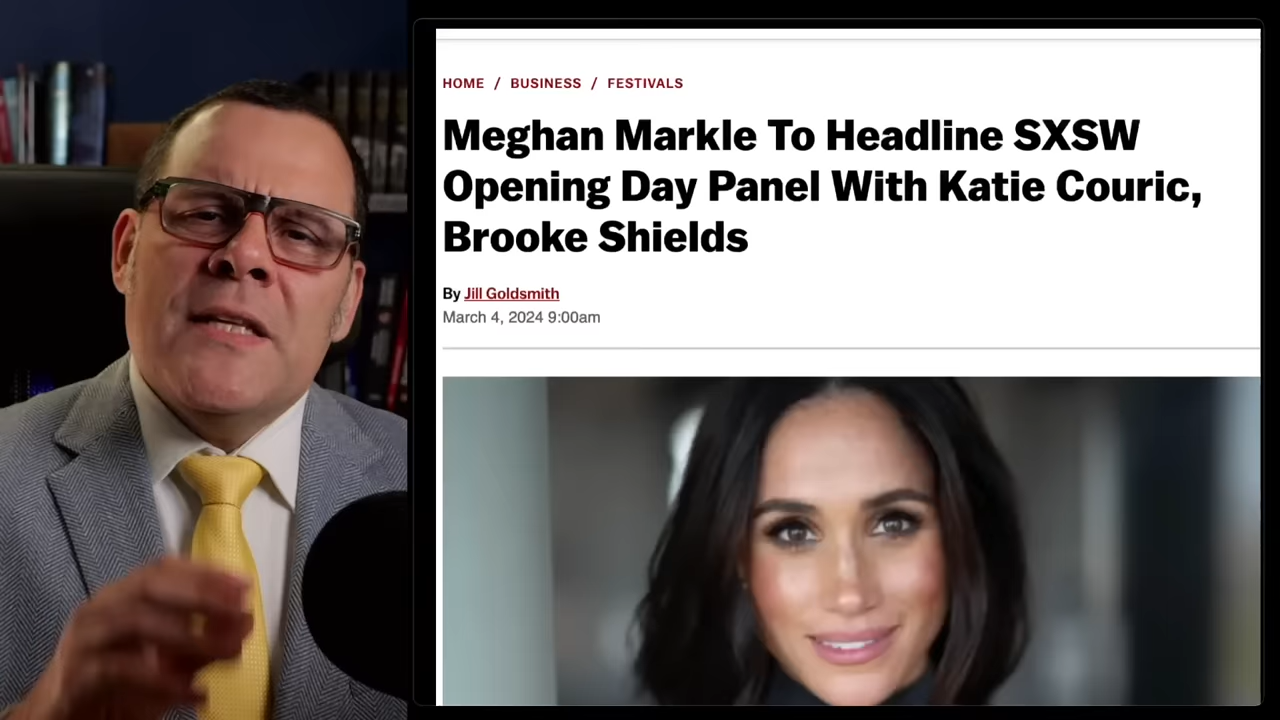 HOME / BUSINESS / FESTIVALS
Meghan Markle To Headline SXSW
Opening Day Panel With Katie Couric,
Brooke Shields
By Jill Goldsmith
March 4, 2024 9:00am